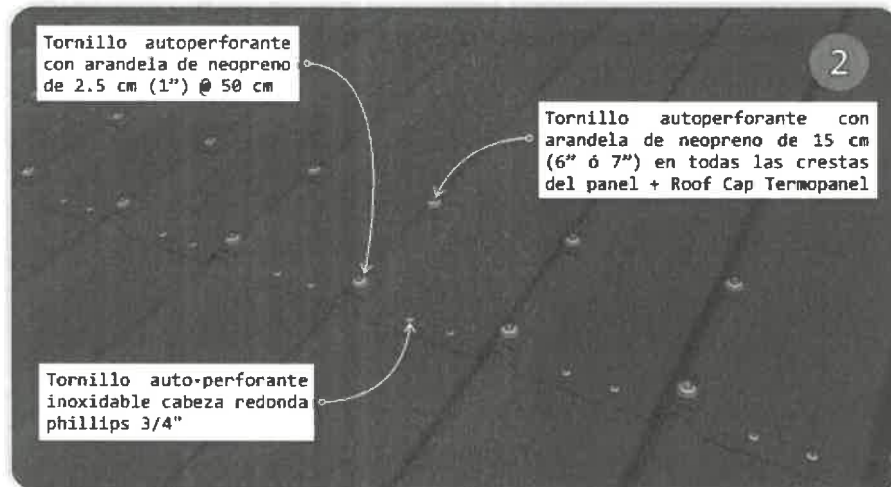 Tornillo autoperforante
con arandela de neopreno
de 2.5 cm (1”) @ 50 cm
2
Tornillo autoperforante con
arandela de neopreno de 15 cm
(6” ó 7”) en todas las crestas
del panel + Roof Cap Termopanel
Tornillo auto-perforante
inoxidable cabeza redonda
phillips 3/4"